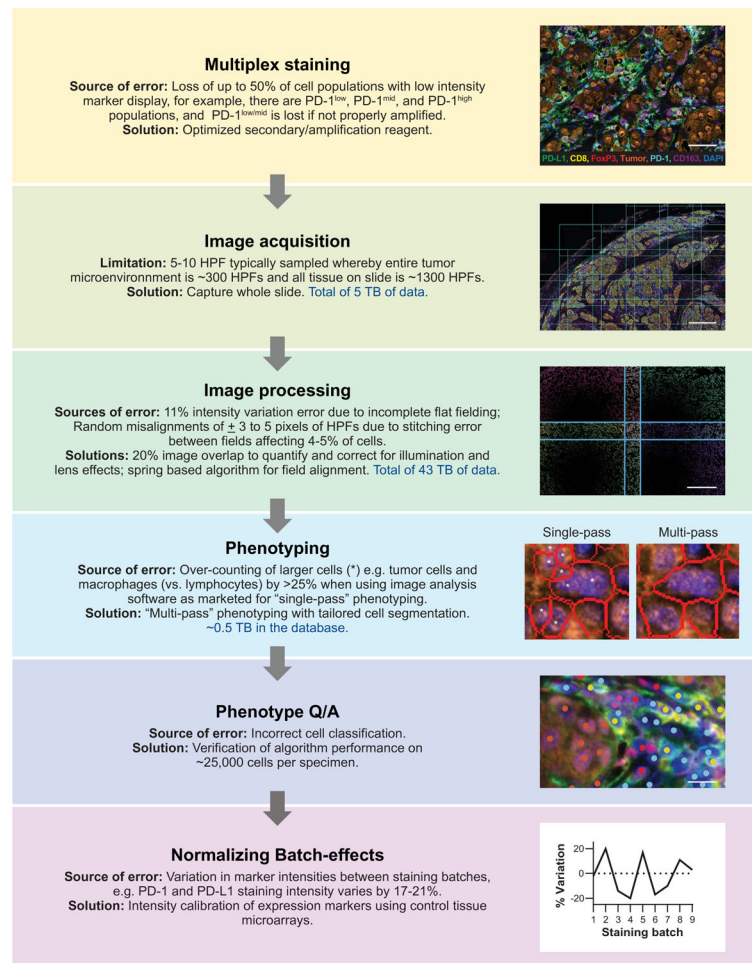 Multiplex staining
Source of error: Loss of up to 50% of cell populations with low intensity
marker display, for example, there are PD-1low, PD-1mid, and PD-1high
populations, and PD-1low/mid is lost if not properly amplified.
Solution: Optimized secondary/amplification reagent.
PD-L1, CD8, FoxP3, Tumor, PD-1, CD163, DAPI
Image acquisition
Limitation: 5-10 HPF typically sampled whereby entire tumor
microenvironnment is ~300 HPFs and all tissue on slide is ~1300 HPFs.
Solution: Capture whole slide. Total of 5 TB of data.
Image processing
Sources of error: 11% intensity variation error due to incomplete flat fielding;
Random misalignments of ± 3 to 5 pixels of HPFs due to stitching error
between fields affecting 4-5% of cells.
Solutions: 20% image overlap to quantify and correct for illumination and
lens effects; spring based algorithm for field alignment. Total of 43 TB of data.
Phenotyping
Source of error: Over-counting of larger cells (*) e.g. tumor cells and
macrophages (vs. lymphocytes) by >25% when using image analysis
software as marketed for “single-pass” phenotyping.
Solution: “Multi-pass” phenotyping with tailored cell segmentation.
~0.5 TB in the database.
Single-pass
Multi-pass
Phenotype Q/A
Source of error: Incorrect cell classification.
Solution: Verification of algorithm performance on
~25,000 cells per specimen.
Normalizing Batch-effects
Source of error: Variation in marker intensities between staining batches,
e.g. PD-1 and PD-L1 staining intensity varies by 17-21%.
Solution: Intensity calibration of expression markers using control tissue
microarrays.
% Variation
20
0
-20
1 2 3 4 5 6 7 8 9
Staining batch